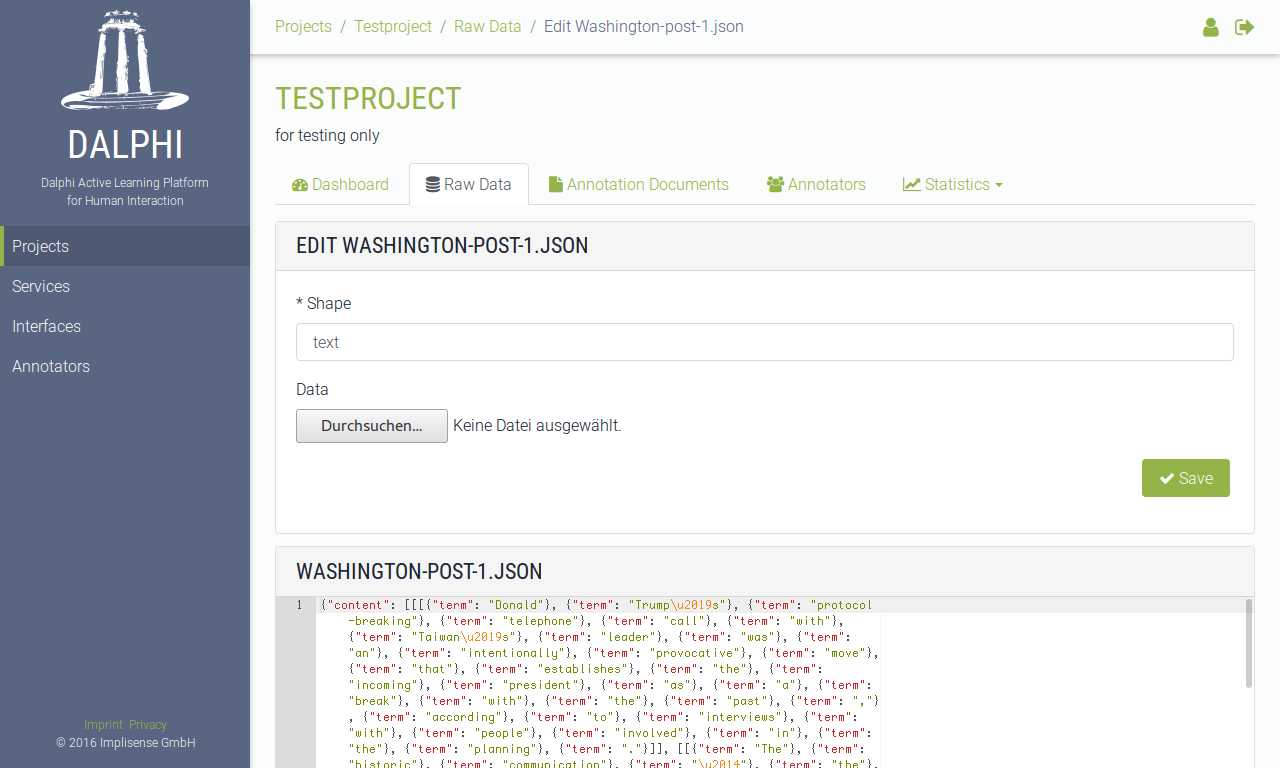 DALPHI
Dalphi Active Learning Platform
for Human Interaction
Projects
Services
Interfaces
Annotators
Imprint Privacy
© 2016 Implisense GmbH
Projects / Testproject / Raw Data / Edit Washington-post-1.json
TESTPROJECT
for testing only
Dashboard Raw Data Annotation Documents Annotators Statistics
EDIT WASHINGTON-POST-1.JSON
* Shape
text
Data
Durchsuchen... Keine Datei ausgewählt.
Save
WASHINGTON-POST-1.JSON
1 {"content": [[[{"term": "Donald"}, {"term": "Trump\u2019s"}, {"term": "protocol
-breaking"}, {"term": "telephone"}, {"term": "call"}, {"term": "with"},
{"term": "Taiwan\u2019s"}, {"term": "leader"}, {"term": "was"}, {"term":
"an"}, {"term": "intentionally"}, {"term": "provocative"}, {"term": "move"},
{"term": "that"}, {"term": "establishes"}, {"term": "the"}, {"term":
"incoming"}, {"term": "president"}, {"term": "as"}, {"term": "a"}, {"term":
"break"}, {"term": "with"}, {"term": "the"}, {"term": "past"}, {"term": ","}
, {"term": "according"}, {"term": "to"}, {"term": "interviews"}, {"term":
"with"}, {"term": "people"}, {"term": "involved"}, {"term": "in"}, {"term":
"the"}, {"term": "planning"}, {"term": "."}]], [[{"term": "The"}, {"term":
"historic"}, {"term": "communication"}, {"term": "\u2014"}, {"term": "the"},